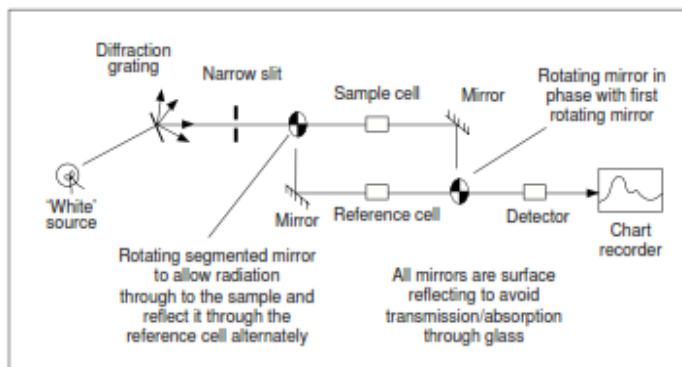 Diffraction
grating
Narrow slit
Sample cell
Mirror
Rotating mirror in
phase with first
rotating mirror
'White'
source
Mirror
Reference cell
Detector
Chart
recorder
Rotating segmented mirror
to allow radiation
through to the sample and
reflect it through the
reference cell alternately
All mirrors are surface
reflecting to avoid
transmission/absorption
through glass